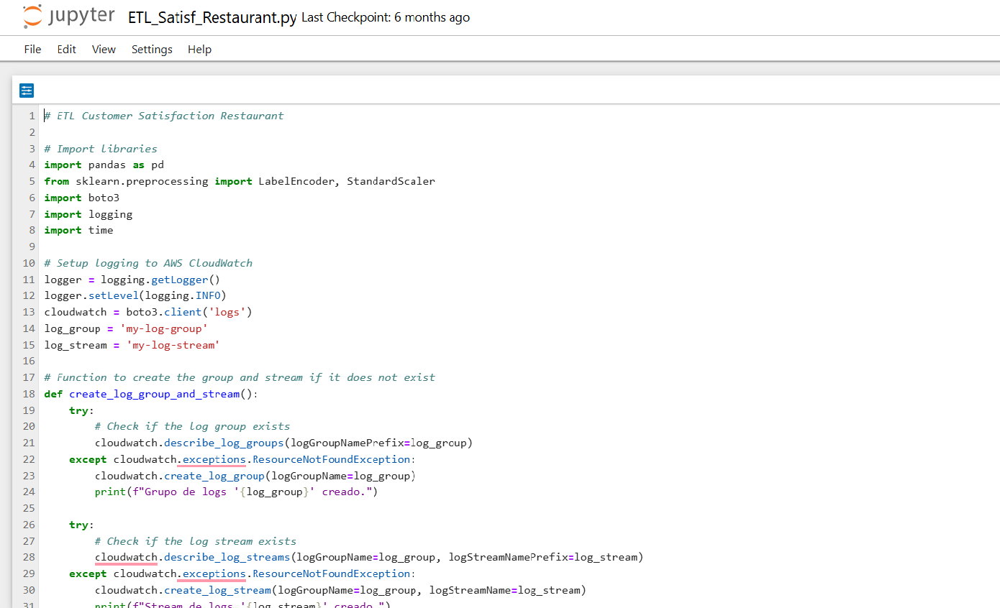 jupyter ETL_Satisf_Restaurant.py Last Checkpoint: 6 months ago
File Edit View Settings Help
1 # ETL Customer Satisfaction Restaurant
2
3 # Import libraries
4 import pandas as pd
5 from sklearn.preprocessing import LabelEncoder, StandardScaler
6 import boto3
7 import logging
8 import time
9
10 # Setup logging to AWS CloudWatch
11 logger = logging.getLogger()
12 logger.setLevel(logging.INFO)
13 cloudwatch = boto3.client('logs')
14 log_group = 'my-log-group'
15 log_stream = 'my-log-stream'
16
17 # Function to create the group and stream if it does not exist
18 def create_log_group_and_stream():
19     try:
20         # Check if the log group exists
21         cloudwatch.describe_log_groups(logGroupNamePrefix=log_group)
22     except cloudwatch.exceptions.ResourceNotFoundException:
23         cloudwatch.create_log_group(logGroupName=log_group)
24         print(f"Grupo de logs '{log_group}' creado.")
25
26     try:
27         # Check if the log stream exists
28         cloudwatch.describe_log_streams(logGroupName=log_group, logStreamNamePrefix=log_stream)
29     except cloudwatch.exceptions.ResourceNotFoundException:
30         cloudwatch.create_log_stream(logGroupName=log_group, logStreamName=log_stream)
31         print(f"Stream de logs '{log_stream}' creado.")